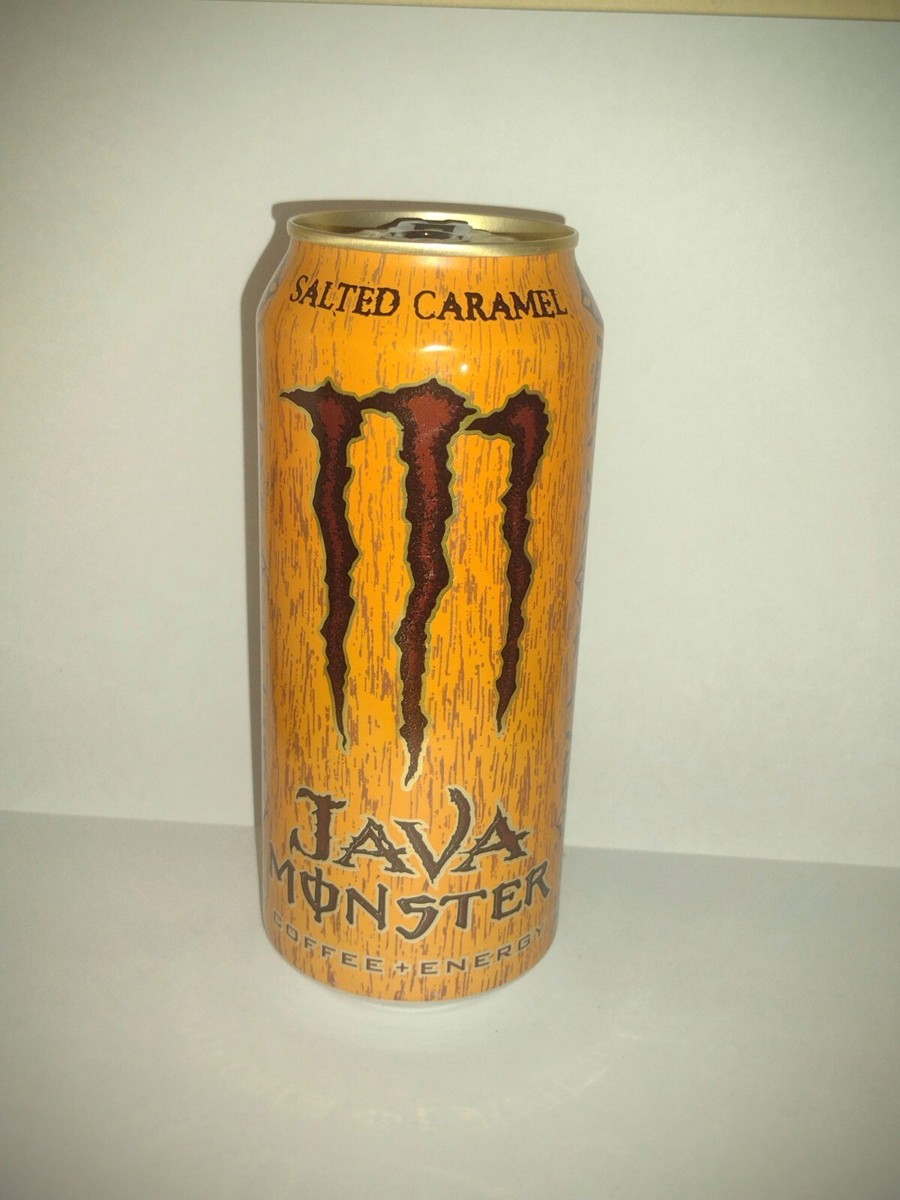 SALTED CARAMEL
JAVA
MONSTER
COFFEE + ENERGY